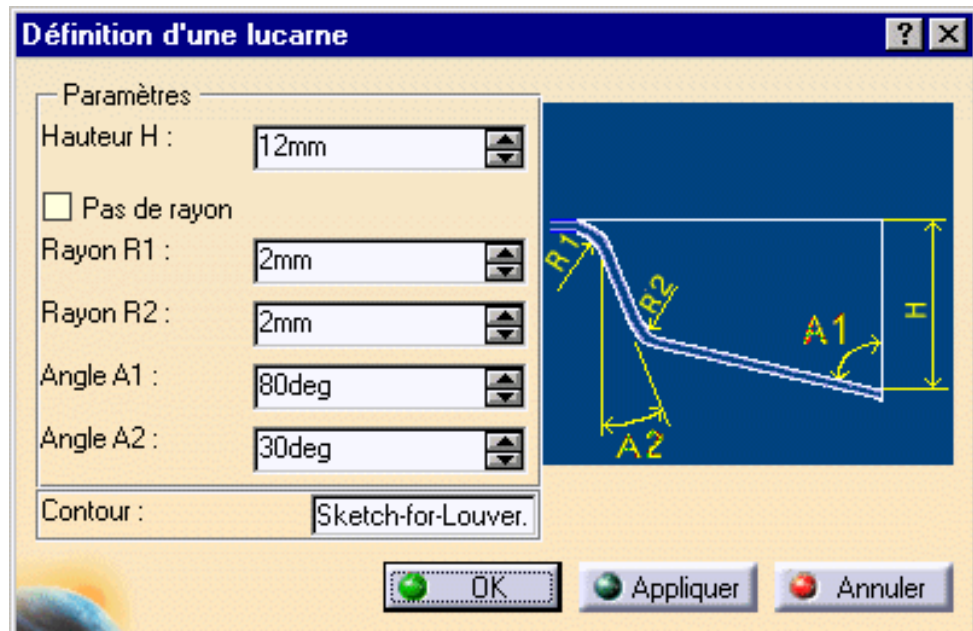 Définition d'une lucarne
Paramètres
Hauteur H :
12mm
Pas de rayon
Rayon R1 :
2mm
Rayon R2 :
2mm
Angle A1 :
80deg
Angle A2 :
30deg
Contour :
Sketch-for-Louver.
R1
R2
A1
H
A2
OK
Appliquer
Annuler